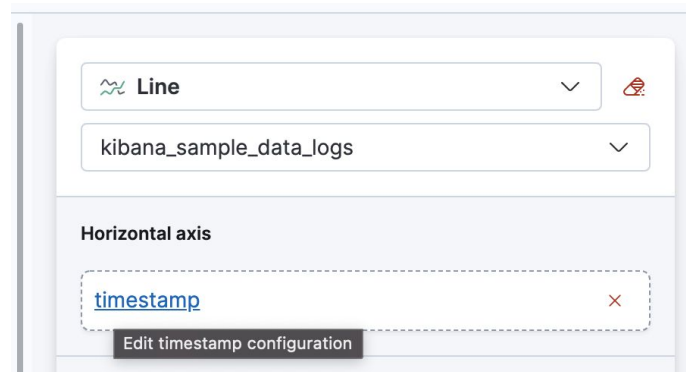 Line
kibana_sample_data_logs
Horizontal axis
timestamp
Edit timestamp configuration